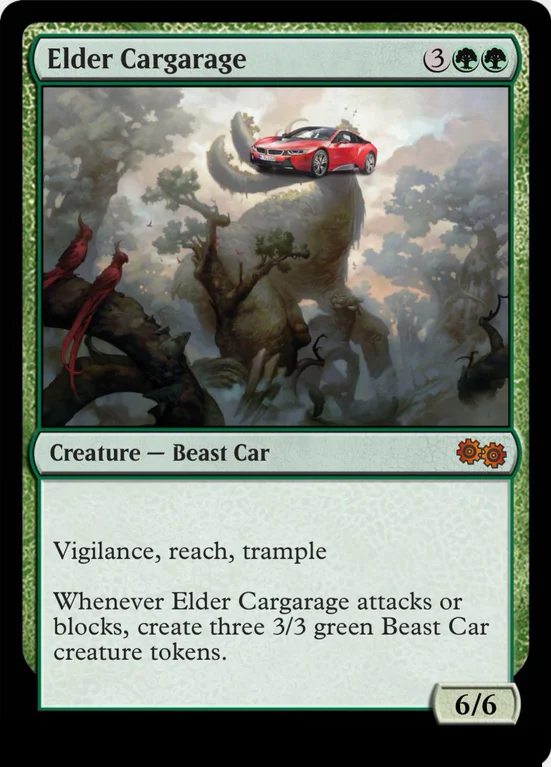 Elder Cargarage 3
Creature — Beast Car
Vigilance, reach, trample
Whenever Elder Cargarage attacks or
blocks, create three 3/3 green Beast Car
creature tokens.
6/6